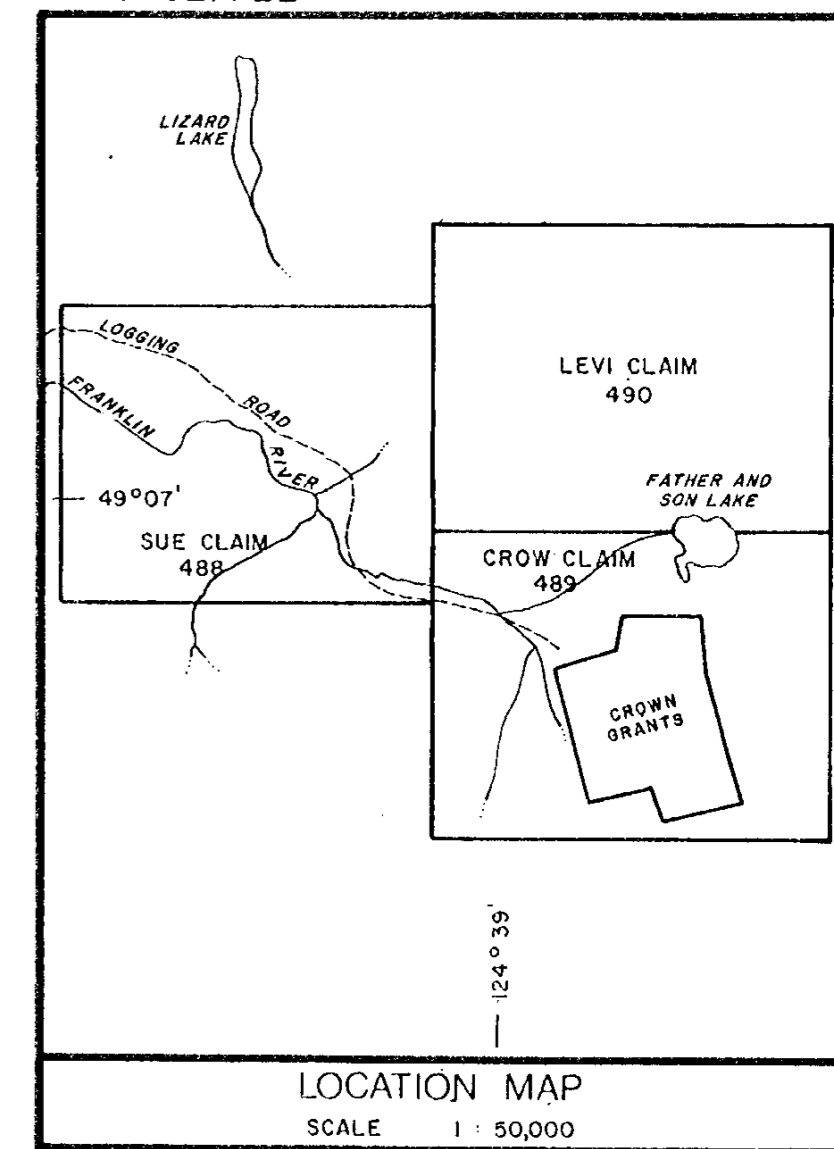 LIZARD
LAKE
LOGGING
ROAD
FRANKLIN
RIVER
LEVI CLAIM
490
FATHER AND
SON LAKE
49°07'
SUE CLAIM
488
CROW CLAIM
489
CROWN
GRANTS
124° 39'
LOCATION MAP
SCALE 1 : 50,000